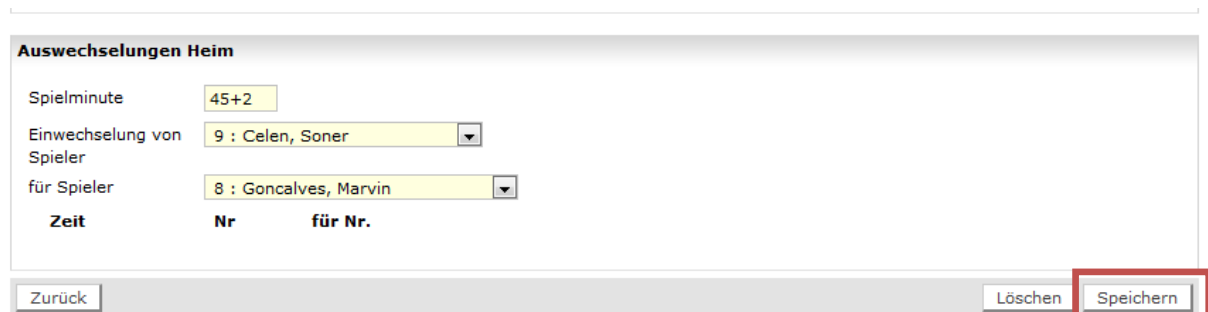 Auswechselungen Heim
Spielminute 45+2
Einwechselung von 9 : Celen, Soner
Spieler
für Spieler 8 : Goncalves, Marvin
Zeit Nr für Nr.
Zurück Löschen Speichern